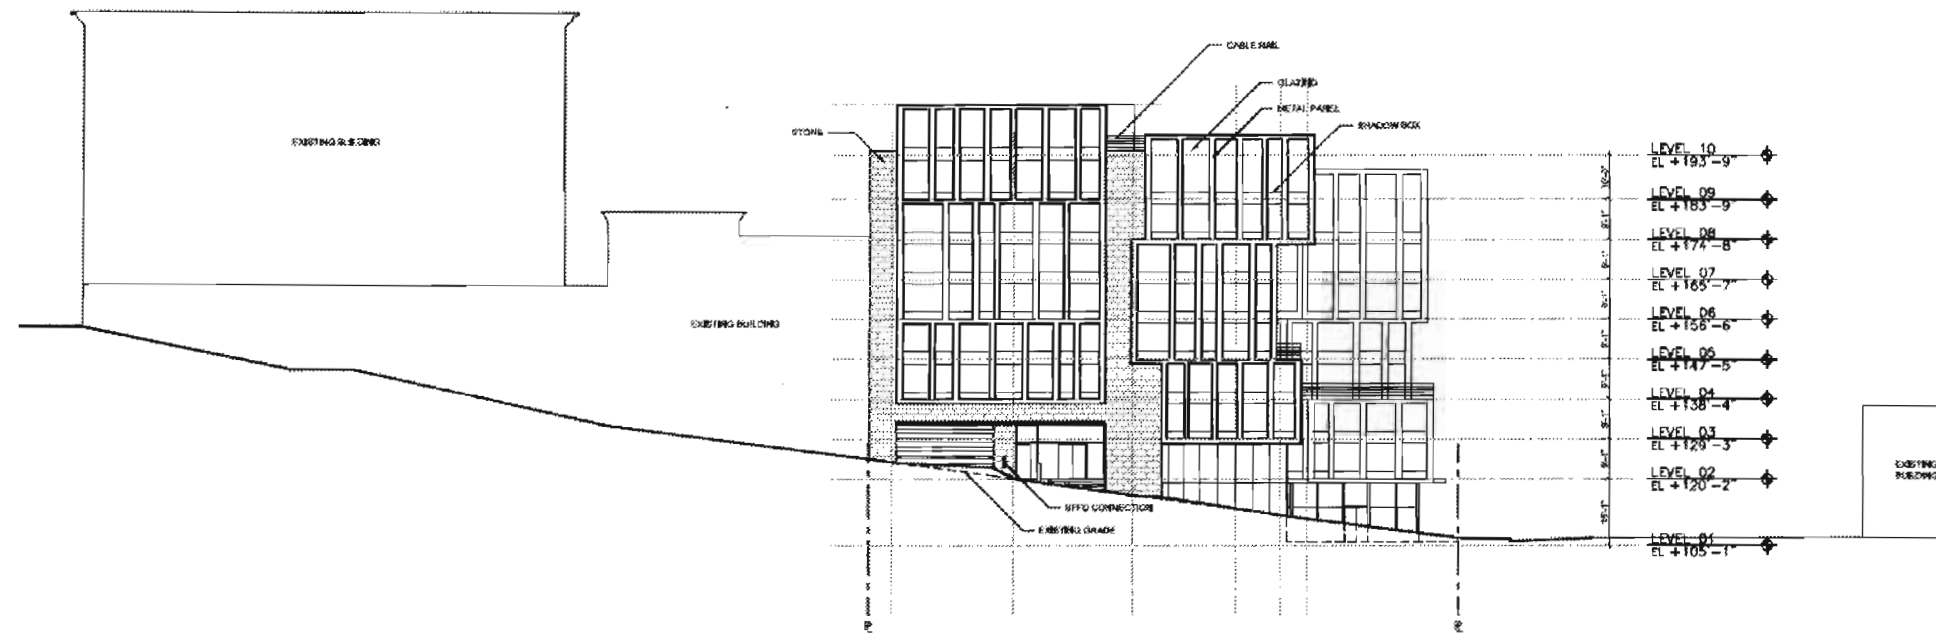 CABLE RAIL
GLAZING
METAL PANEL
SHADOW BOX
STONE
EXISTING BUILDING
EXISTING BUILDING
LEVEL 10
EL +193'-9"
LEVEL 09
EL +183'-9"
LEVEL 08
EL +174'-8"
LEVEL 07
EL +165'-7"
LEVEL 06
EL +156'-6"
LEVEL 05
EL +147'-5"
LEVEL 04
EL +138'-4"
LEVEL 03
EL +129'-3"
LEVEL 02
EL +120'-2"
LEVEL 01
EL +105'-1"
EXISTING
BUILDING
SFFD CONNECTION
EXISTING GRADE